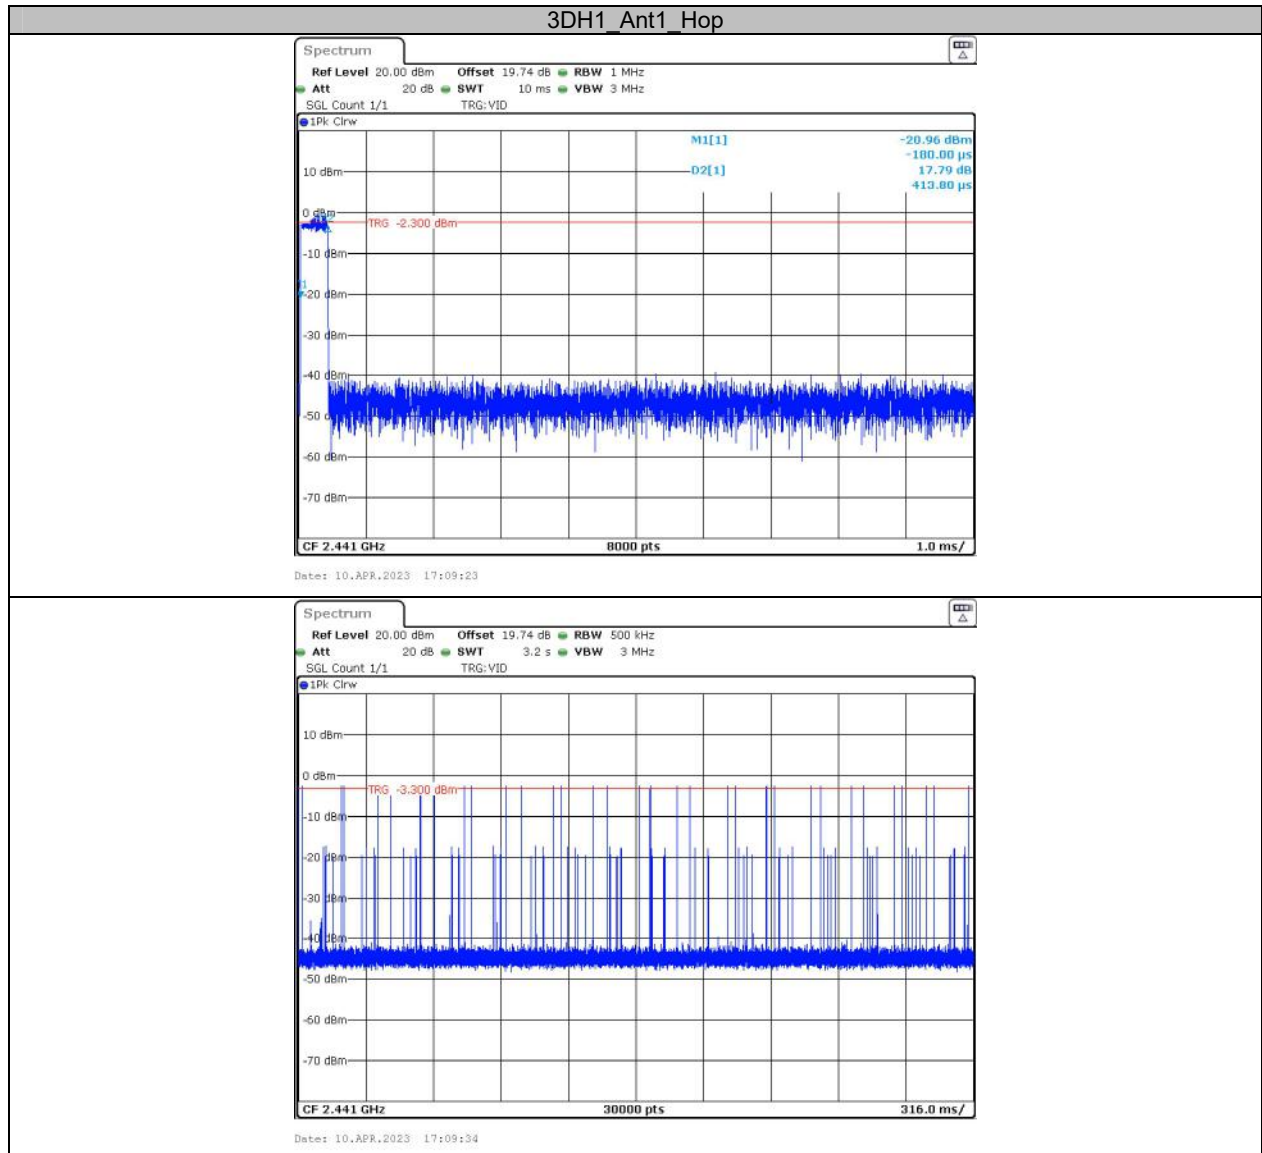 3DH1_Ant1_Hop
Spectrum
Ref Level 20.00 dBm Offset 19.74 dB RBW 1 MHz
Att 20 dB SWT 10 ms VBW 3 MHz
SGL Count 1/1 TRG:VID
1Pk Clrw
M1[1] -20.96 dBm
-180.00 µs
10 dBm D2[1] 17.79 dB
413.80 µs
0 dBm
TRG -2.300 dBm
-10 dBm
-20 dBm
-30 dBm
-40 dBm
-50 d
-60 dBm
-70 dBm
CF 2.441 GHz 8000 pts 1.0 ms/
Date: 10.APR.2023 17:09:23
Spectrum
Ref Level 20.00 dBm Offset 19.74 dB RBW 500 kHz
Att 20 dB SWT 3.2 s VBW 3 MHz
SGL Count 1/1 TRG:VID
1Pk Clrw
10 dBm
0 dBm
TRG -3.300 dBm
-10 dBm
-20 dBm
-30 dBm
-40 dBm
-50 dBm
-60 dBm
-70 dBm
CF 2.441 GHz 30000 pts 316.0 ms/
Date: 10.APR.2023 17:09:34